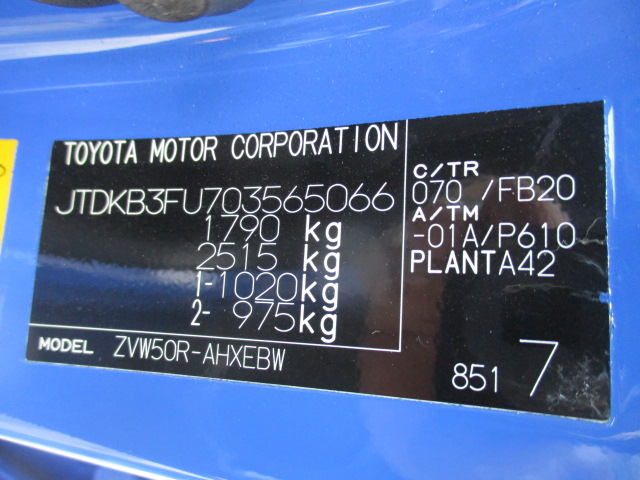 TOYOTA MOTOR CORPORATION
JTDKB3FU703565066
1790 kg
2515 kg
1-1020kg
2- 975kg
C/TR
070 /FB20
A/TM
-01A/P610
PLANTA42
MODEL ZVW50R-AHXEBW
851 7